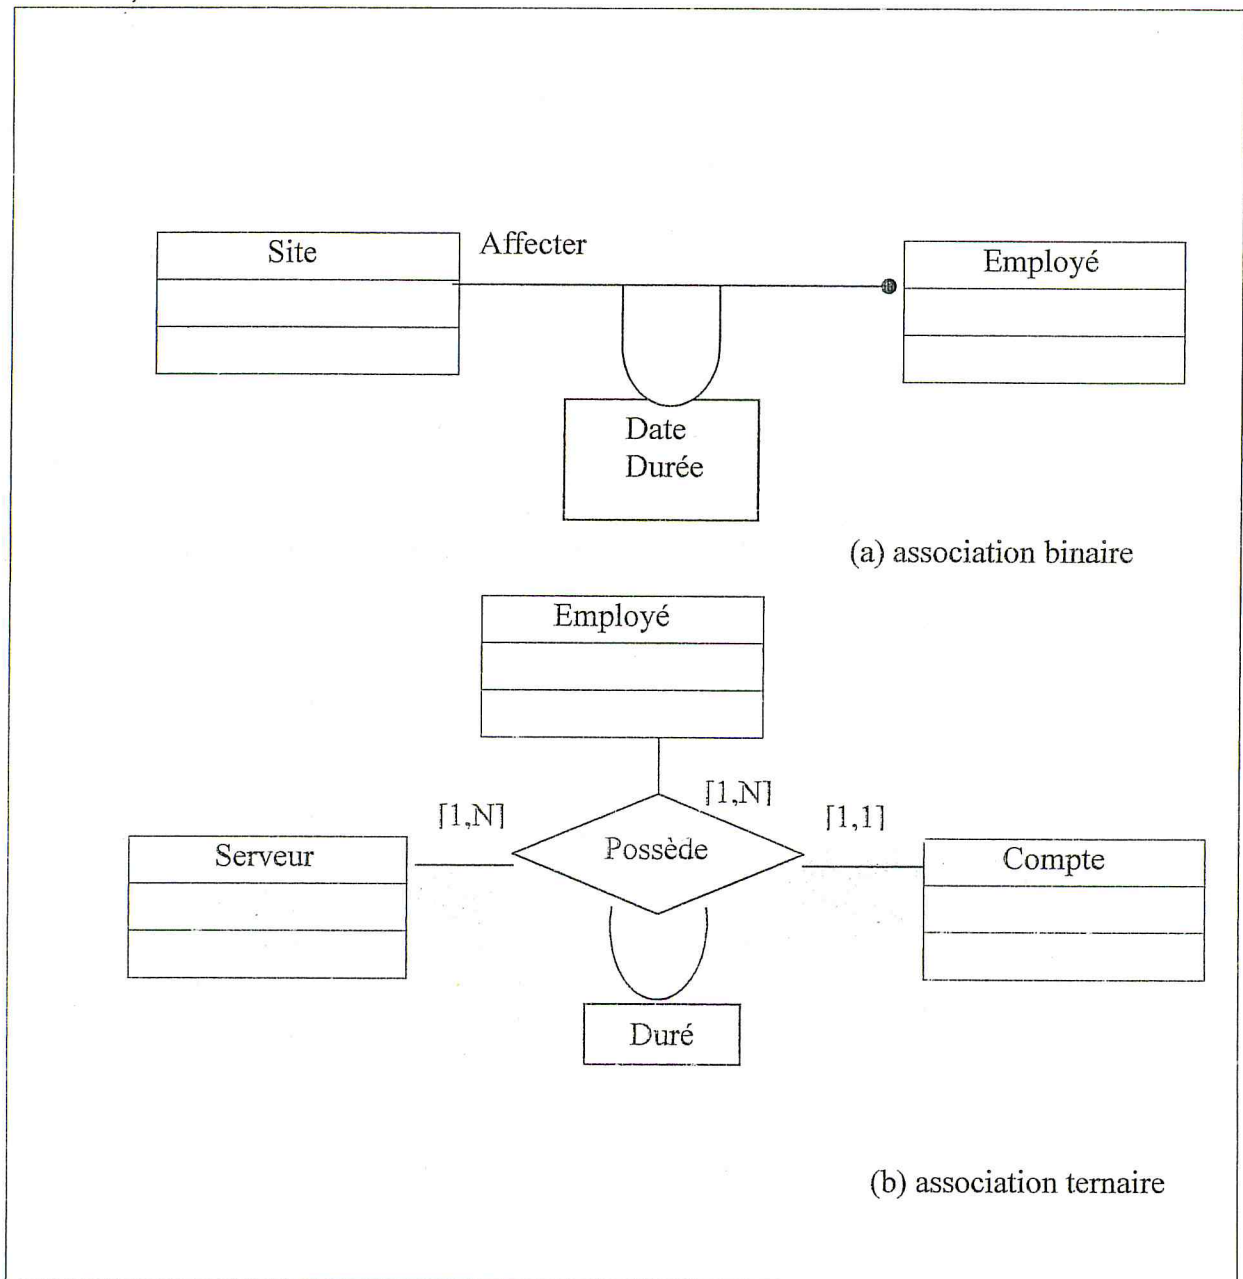 Site
Affecter
Employé
Date
Durée
(a) association binaire
Employé
[1,N]
[1,N]
[1,1]
Serveur
Possède
Compte
Duré
(b) association ternaire